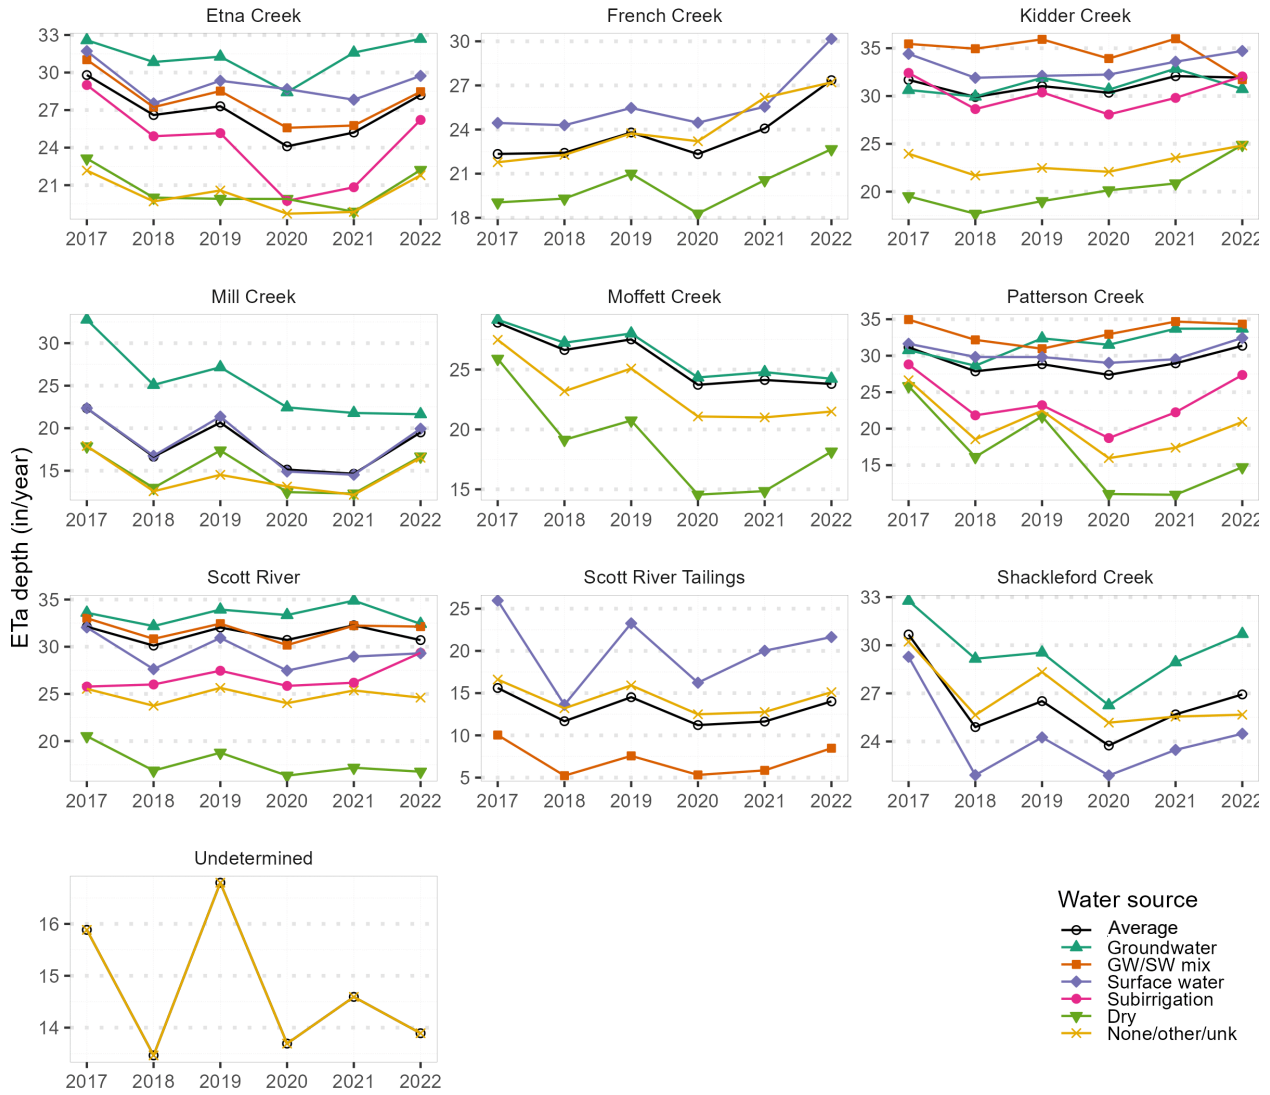 Etna Creek
33
30
27
24
21
2017 2018 2019 2020 2021 2022
French Creek
30
27
24
21
18
2017 2018 2019 2020 2021 2022
Kidder Creek
35
30
25
20
2017 2018 2019 2020 2021 2022
Mill Creek
30
25
20
15
2017 2018 2019 2020 2021 2022
Moffett Creek
25
20
15
2017 2018 2019 2020 2021 2022
Patterson Creek
35
30
25
20
15
2017 2018 2019 2020 2021 2022
ETa depth (in/year)
Scott River
35
30
25
20
2017 2018 2019 2020 2021 2022
Scott River Tailings
25
20
15
10
5
2017 2018 2019 2020 2021 2022
Shackleford Creek
33
30
27
24
2017 2018 2019 2020 2021 2022
Undetermined
16
15
14
2017 2018 2019 2020 2021 2022
Water source
Average
Groundwater
GW/SW mix
Surface water
Subirrigation
Dry
None/other/unk